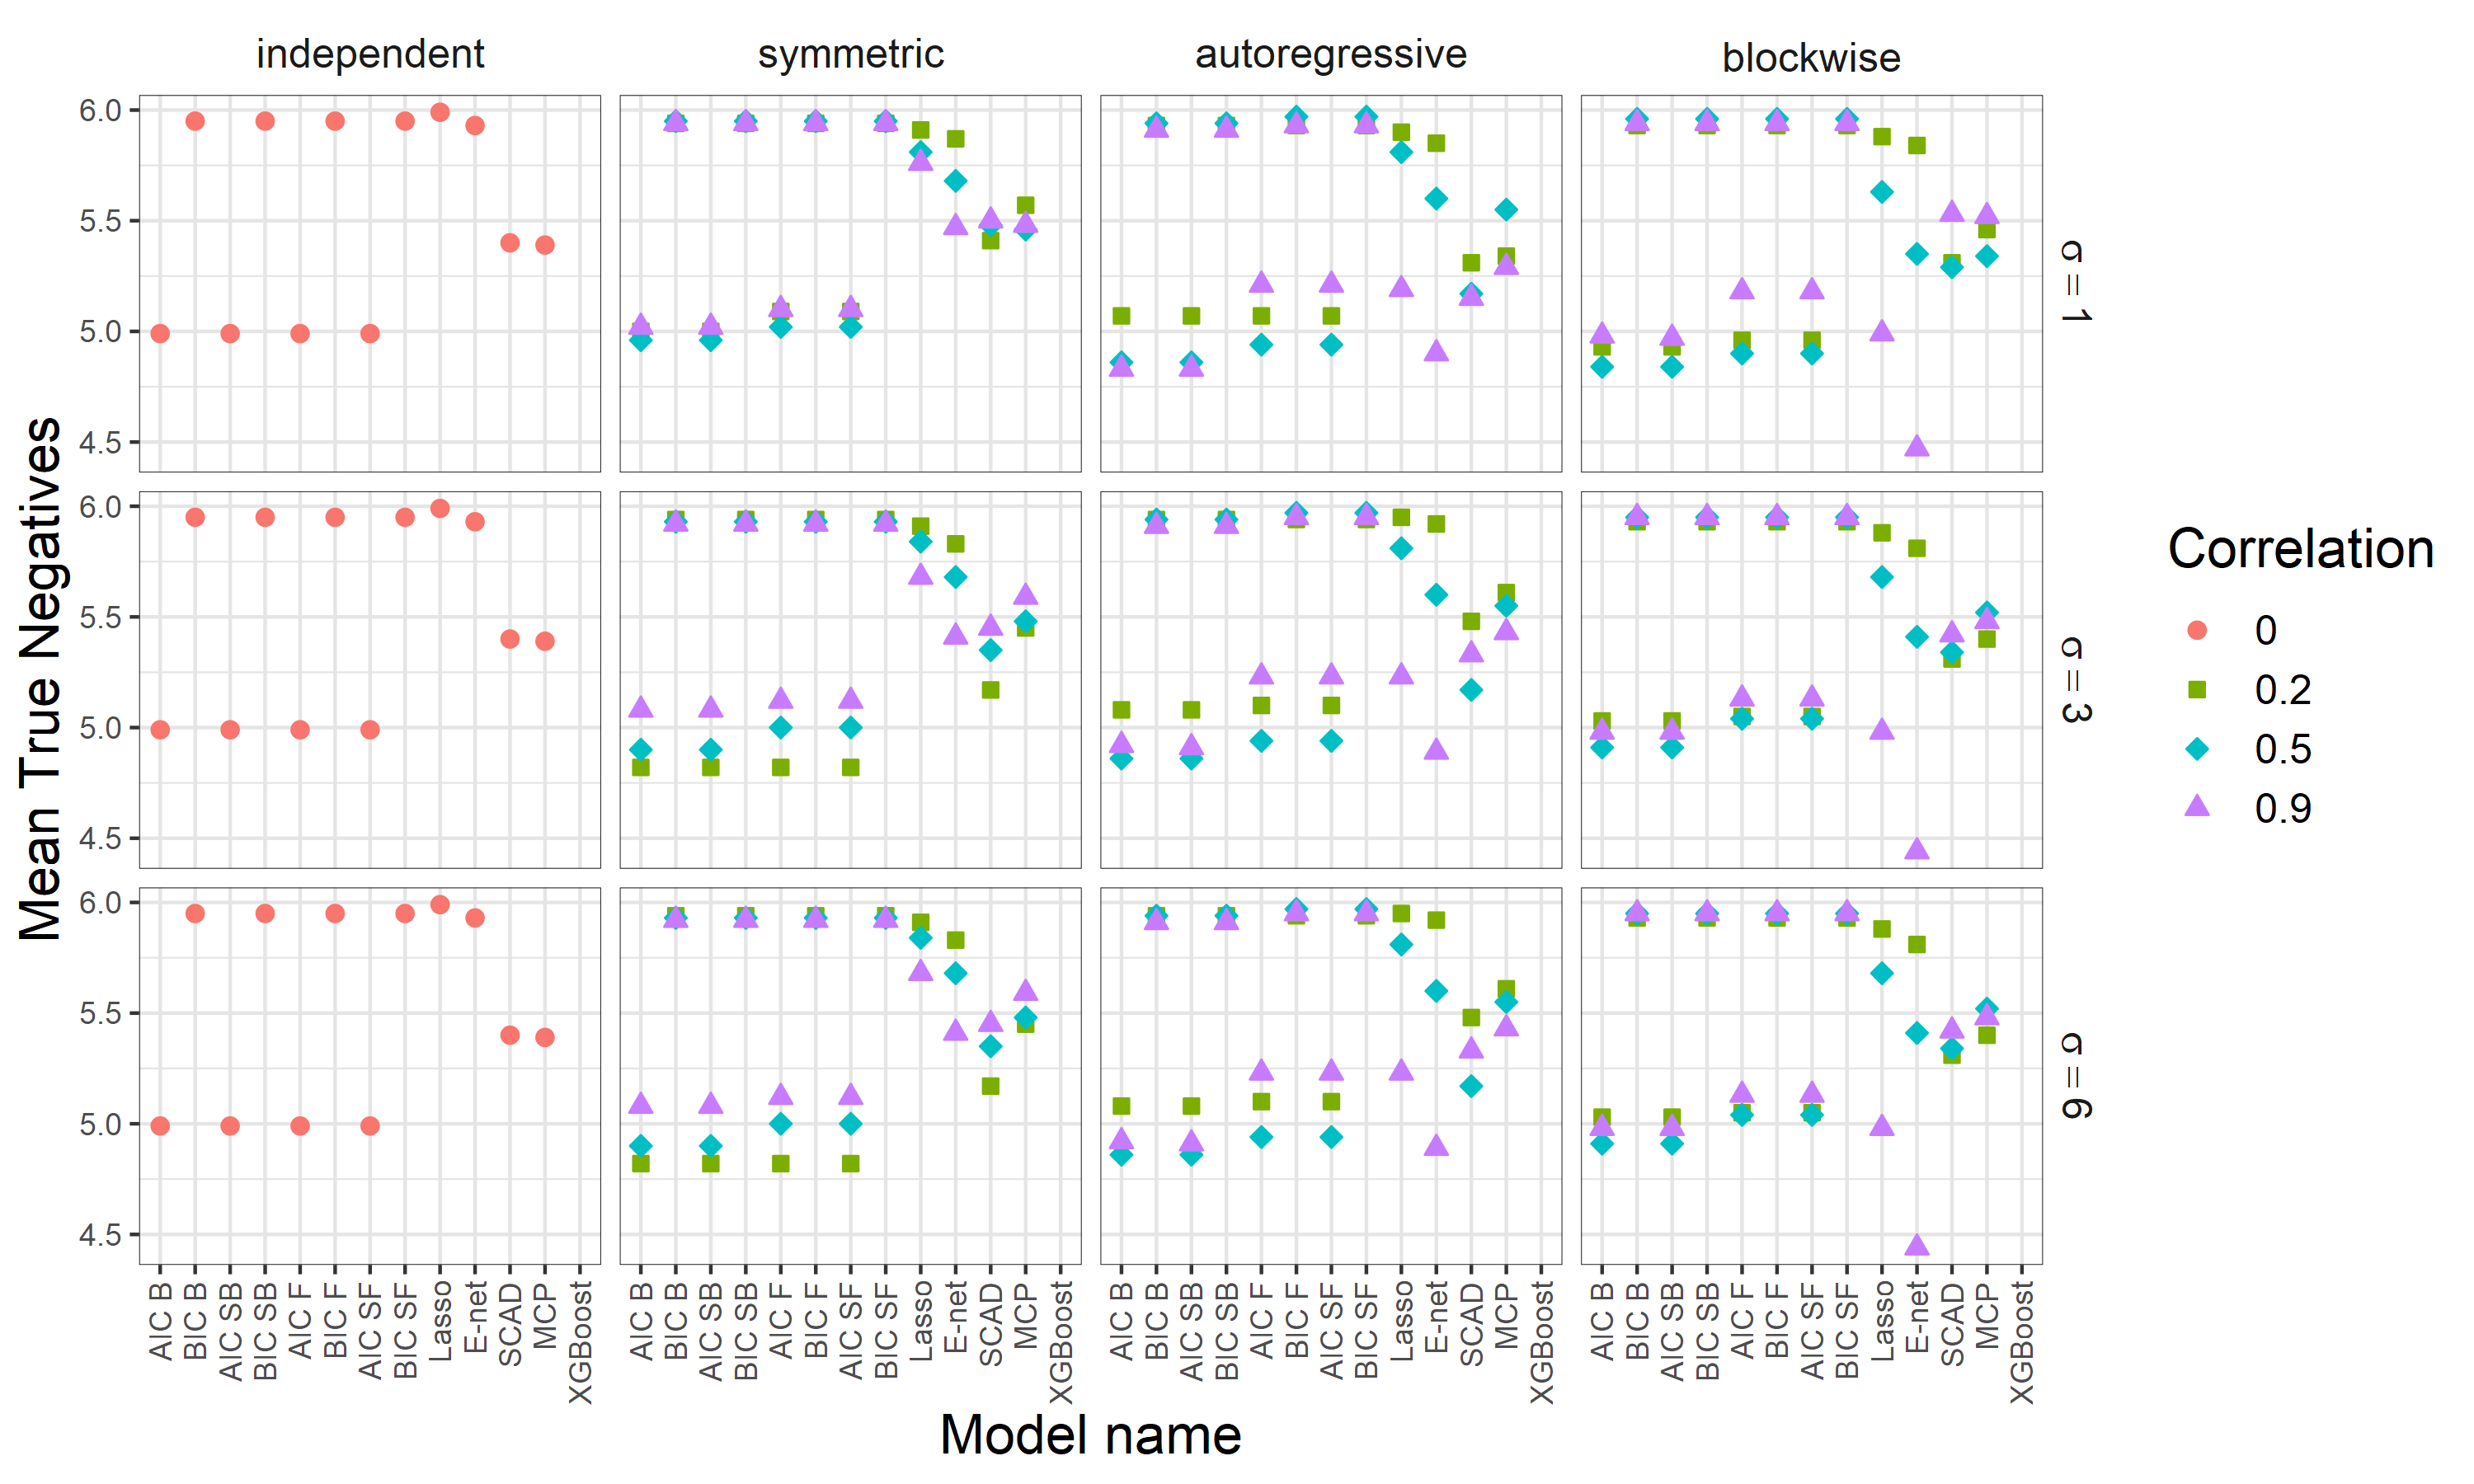 independent
symmetric
autoregressive
blockwise
6.0
5.5
5.0
4.5
σ = 1
6.0
5.5
5.0
4.5
σ = 3
6.0
5.5
5.0
4.5
σ = 6
Mean True Negatives
AIC B
BIC B
AIC SB
BIC SB
AIC F
BIC F
AIC SF
BIC SF
Lasso
E-net
SCAD
MCP
XGBoost
AIC B
BIC B
AIC SB
BIC SB
AIC F
BIC F
AIC SF
BIC SF
Lasso
E-net
SCAD
MCP
XGBoost
AIC B
BIC B
AIC SB
BIC SB
AIC F
BIC F
AIC SF
BIC SF
Lasso
E-net
SCAD
MCP
XGBoost
AIC B
BIC B
AIC SB
BIC SB
AIC F
BIC F
AIC SF
BIC SF
Lasso
E-net
SCAD
MCP
XGBoost
Model name
Correlation
0
0.2
0.5
0.9